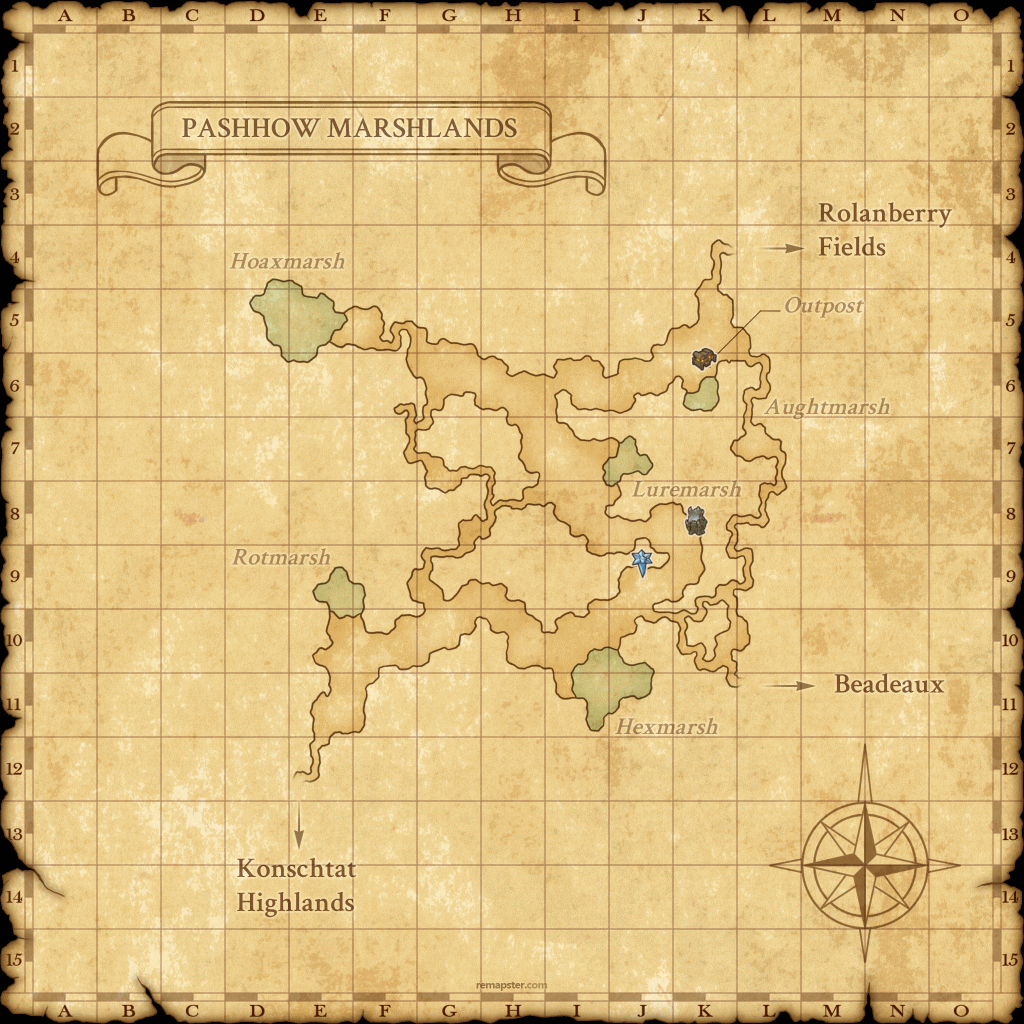 A B C D E F G H I J K L M N O
1 1
PASHHOW MARSHLANDS
2 2
3 3
Rolanberry
Fields
4 4
Hoaxmarsh
Outpost
5 5
6 6
Aughtmarsh
7 7
Luremarsh
8 8
Rotmarsh
9 9
10 10
Beadeaux
11 11
Hexmarsh
12 12
13 13
Konschtat
Highlands
14 14
15 15
remapster.com
A B C D E F G H I J K L M N O